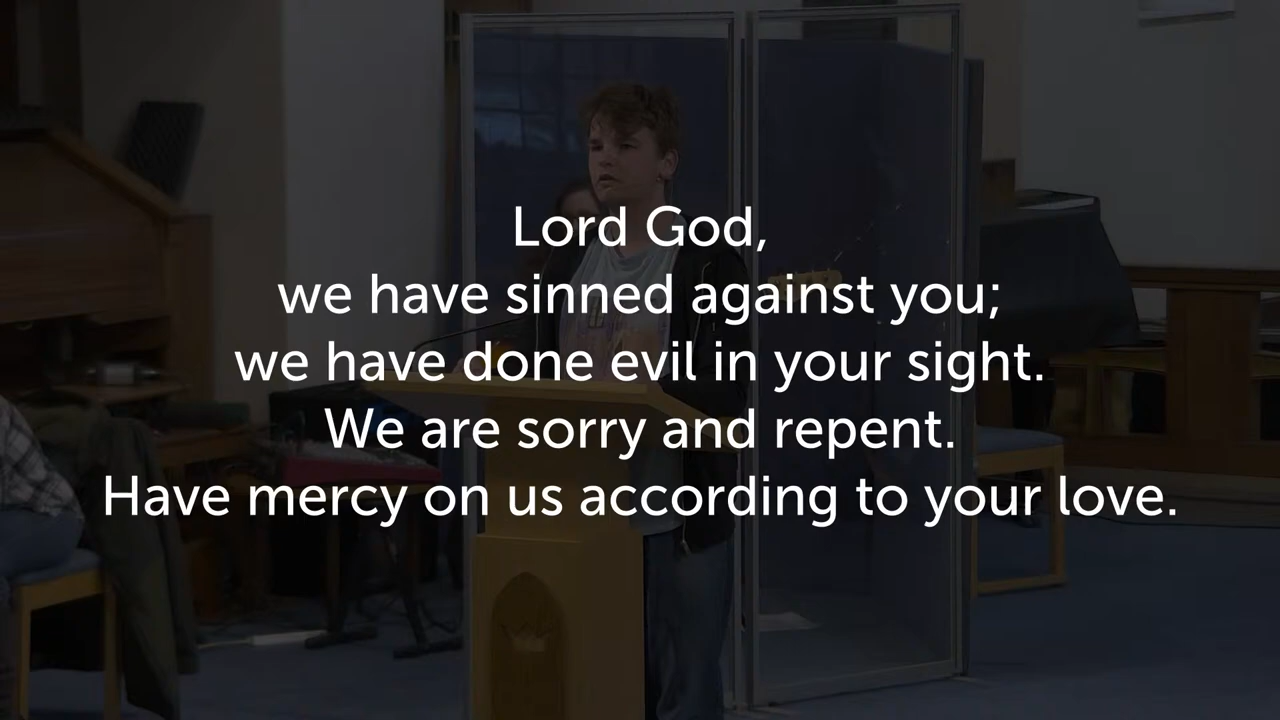 Lord God,
we have sinned against you;
we have done evil in your sight.
We are sorry and repent.
Have mercy on us according to your love.